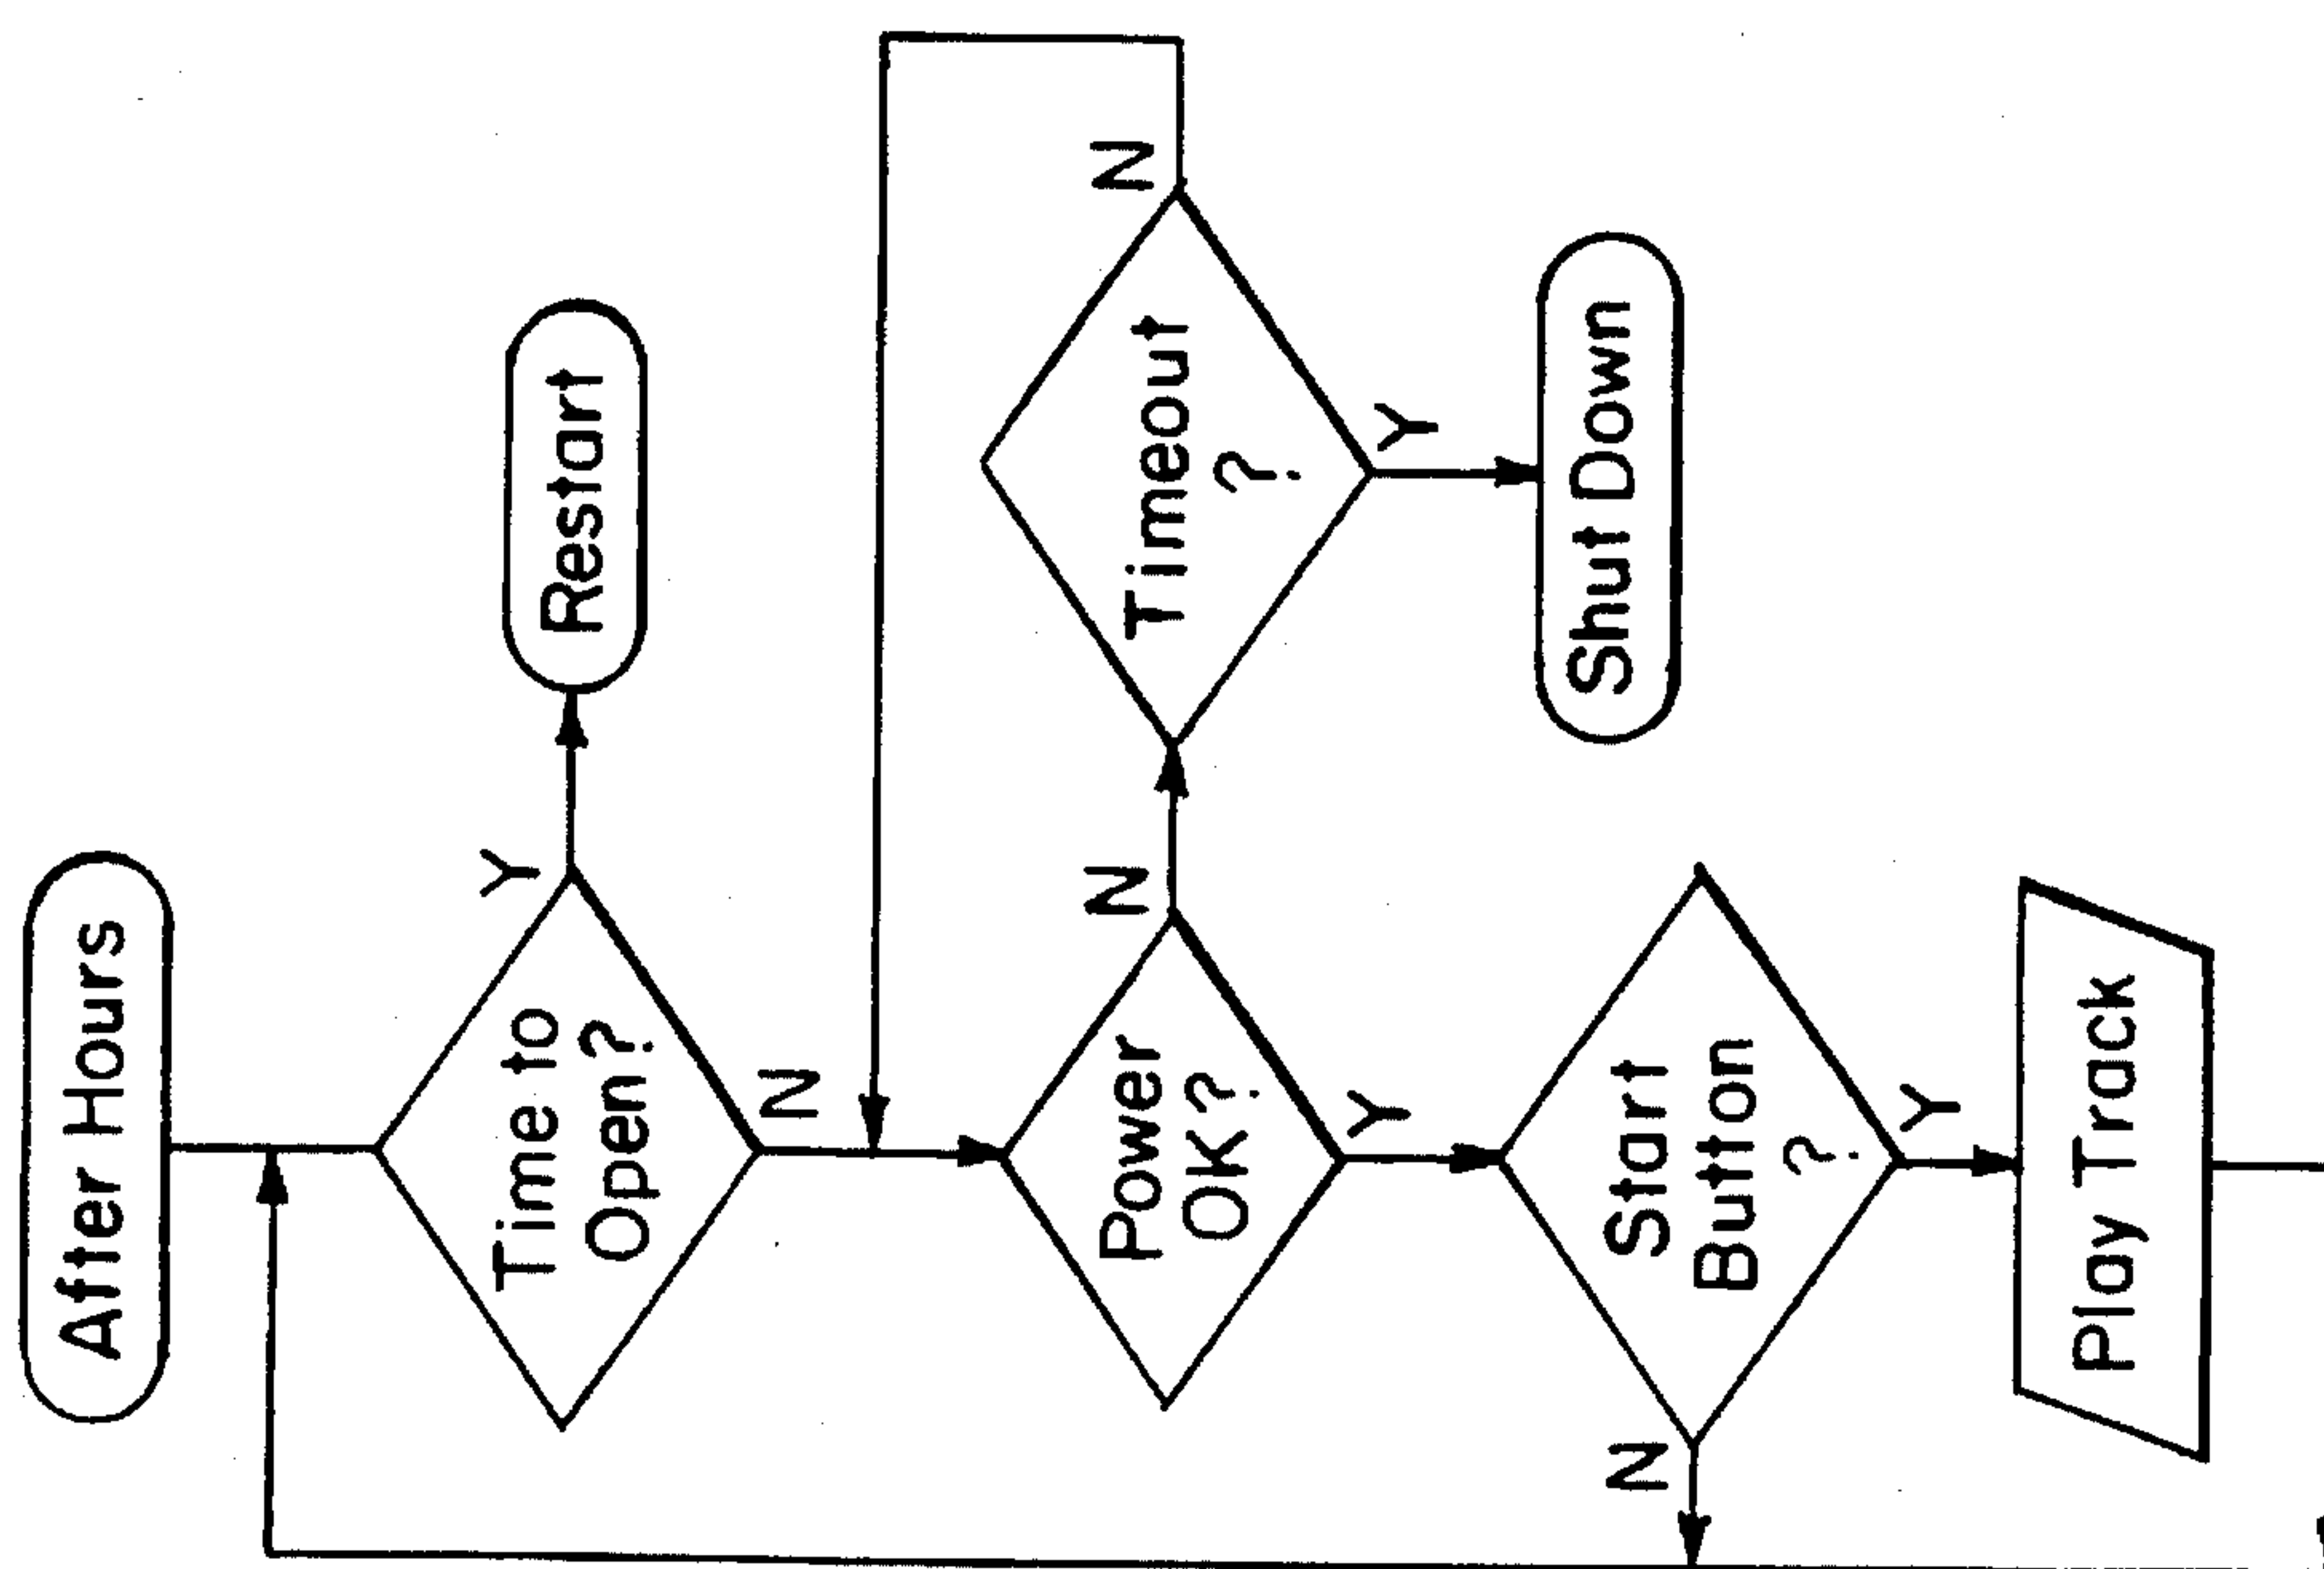 After Hours
Time to
Open?
Y
Restart
N
Power
OK?
N
Timeout
?
N
Y
Shut Down
Y
Start
Button
?
N
Y
Play Track